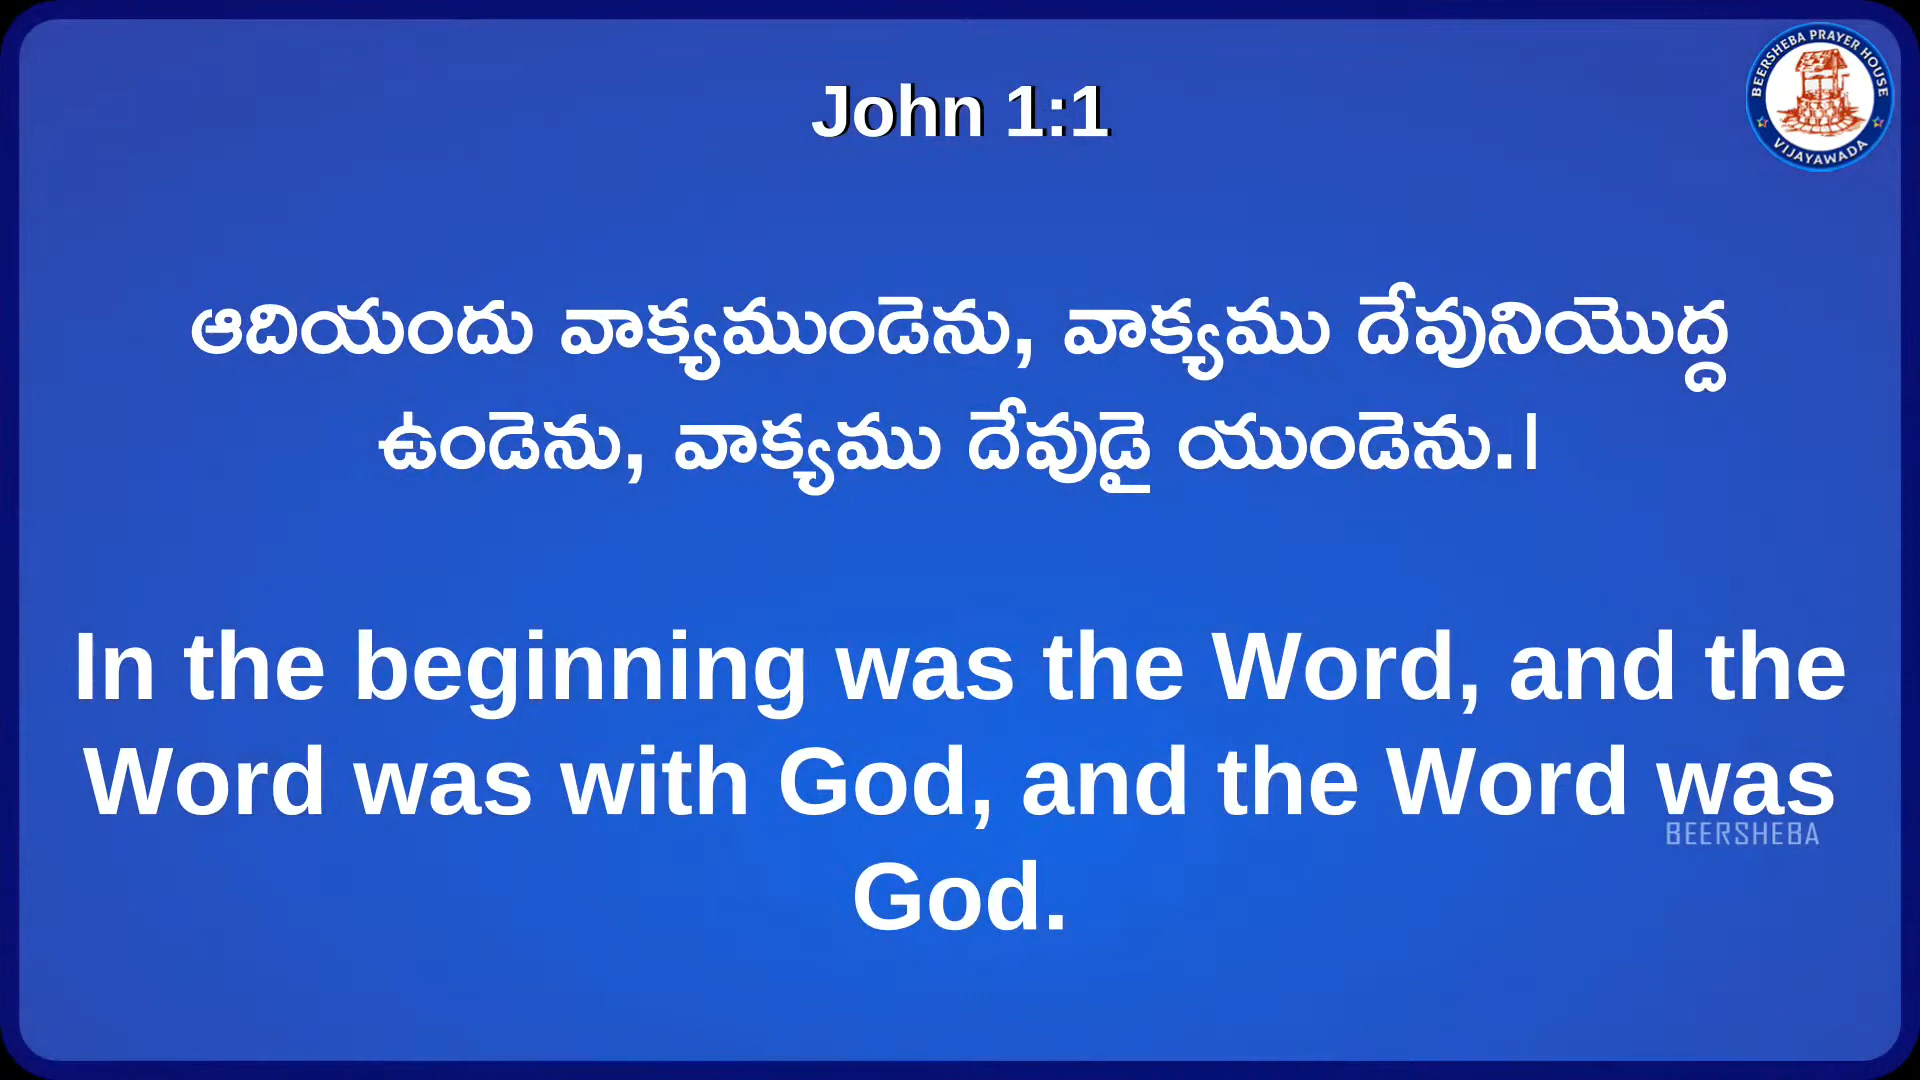 BEERSHEBA PRAYER HOUSE
VIJAYAWADA
John 1:1
ఆదియందు వాక్యముండెను, వాక్యము దేవునియొద్ద
ఉండెను, వాక్యము దేవుడై యుండెను.|
In the beginning was the Word, and the
Word was with God, and the Word was
BEERSHEBA
God.